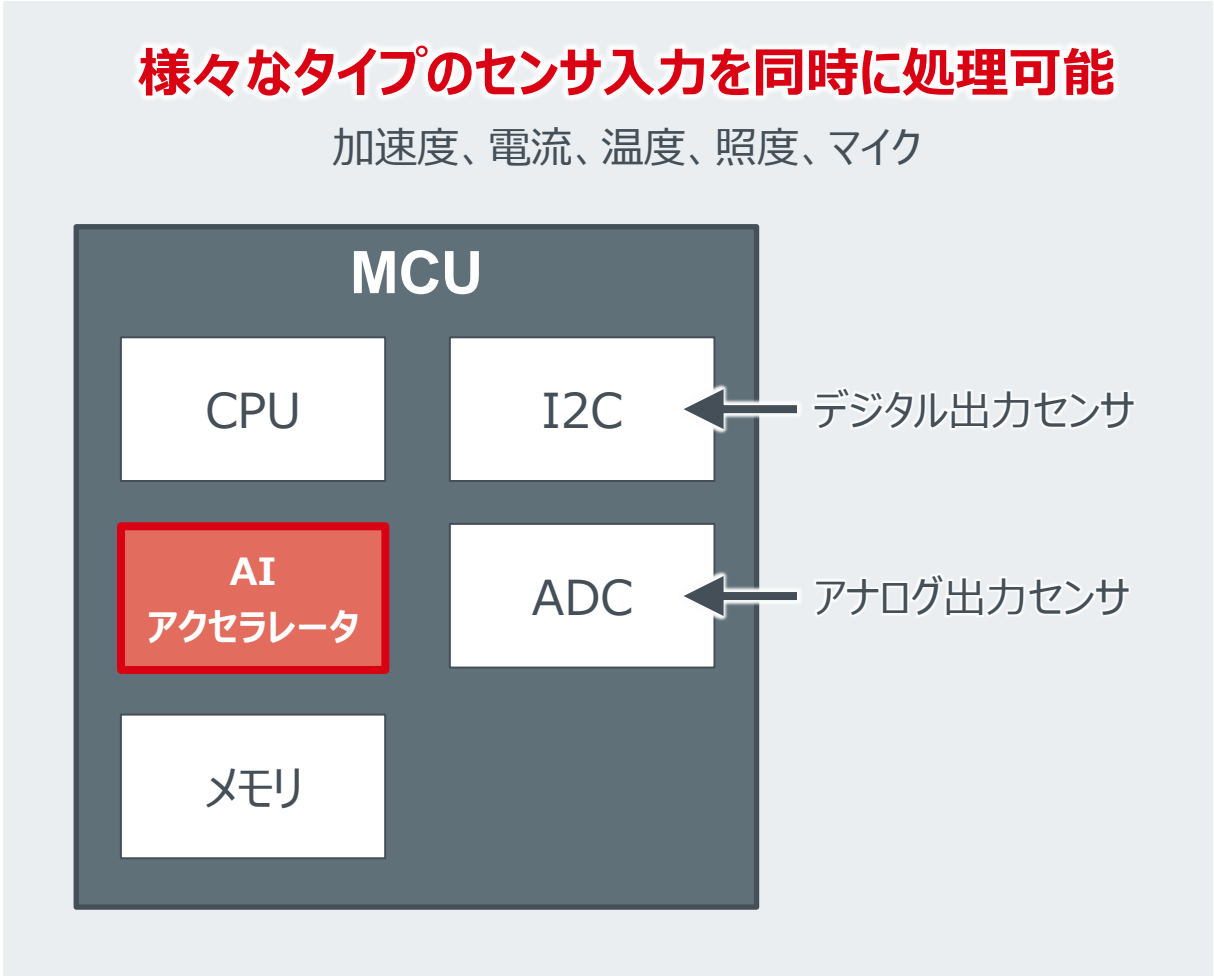 様々なタイプのセンサ入力を同時に処理可能
加速度、電流、温度、照度、マイク
MCU
CPU
I2C
デジタル出力センサ
AI
アクセラレータ
ADC
アナログ出力センサ
メモリ